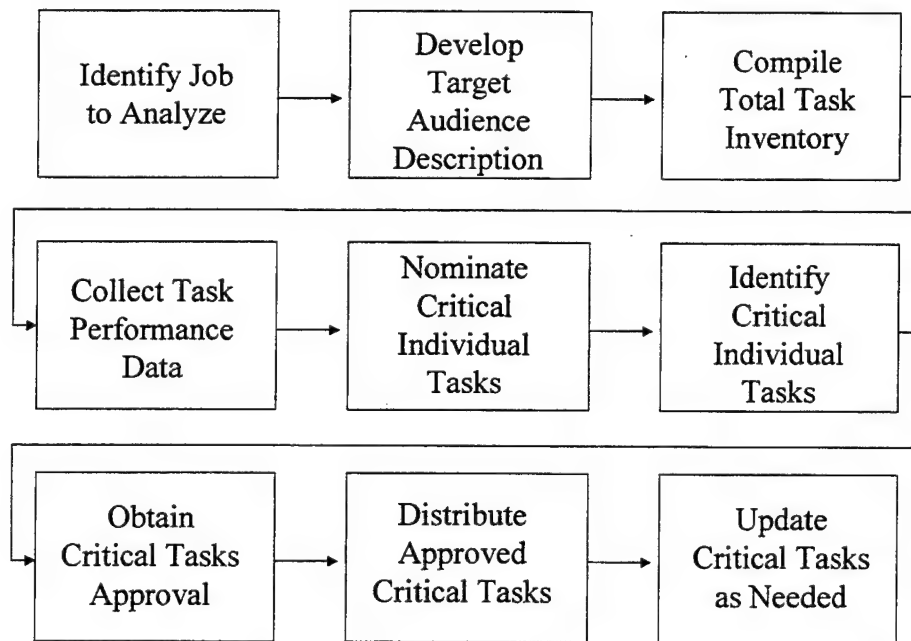 Identify Job
to Analyze
Develop
Target
Audience
Description
Compile
Total Task
Inventory
Collect Task
Performance
Data
Nominate
Critical
Individual
Tasks
Identify
Critical
Individual
Tasks
Obtain
Critical Tasks
Approval
Distribute
Approved
Critical Tasks
Update
Critical Tasks
as Needed